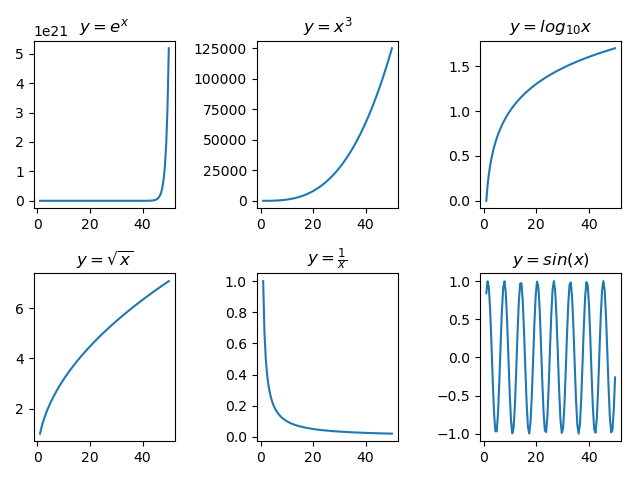 1e21 y = e^x
5
4
3
2
1
0
0 20 40
y = x^3
125000
100000
75000
50000
25000
0
0 20 40
y = log_10 x
1.5
1.0
0.5
0.0
0 20 40
y = √x
6
4
2
0 20 40
y = 1/x
1.0
0.8
0.6
0.4
0.2
0.0
0 20 40
y = sin(x)
1.0
0.5
0.0
−0.5
−1.0
0 20 40